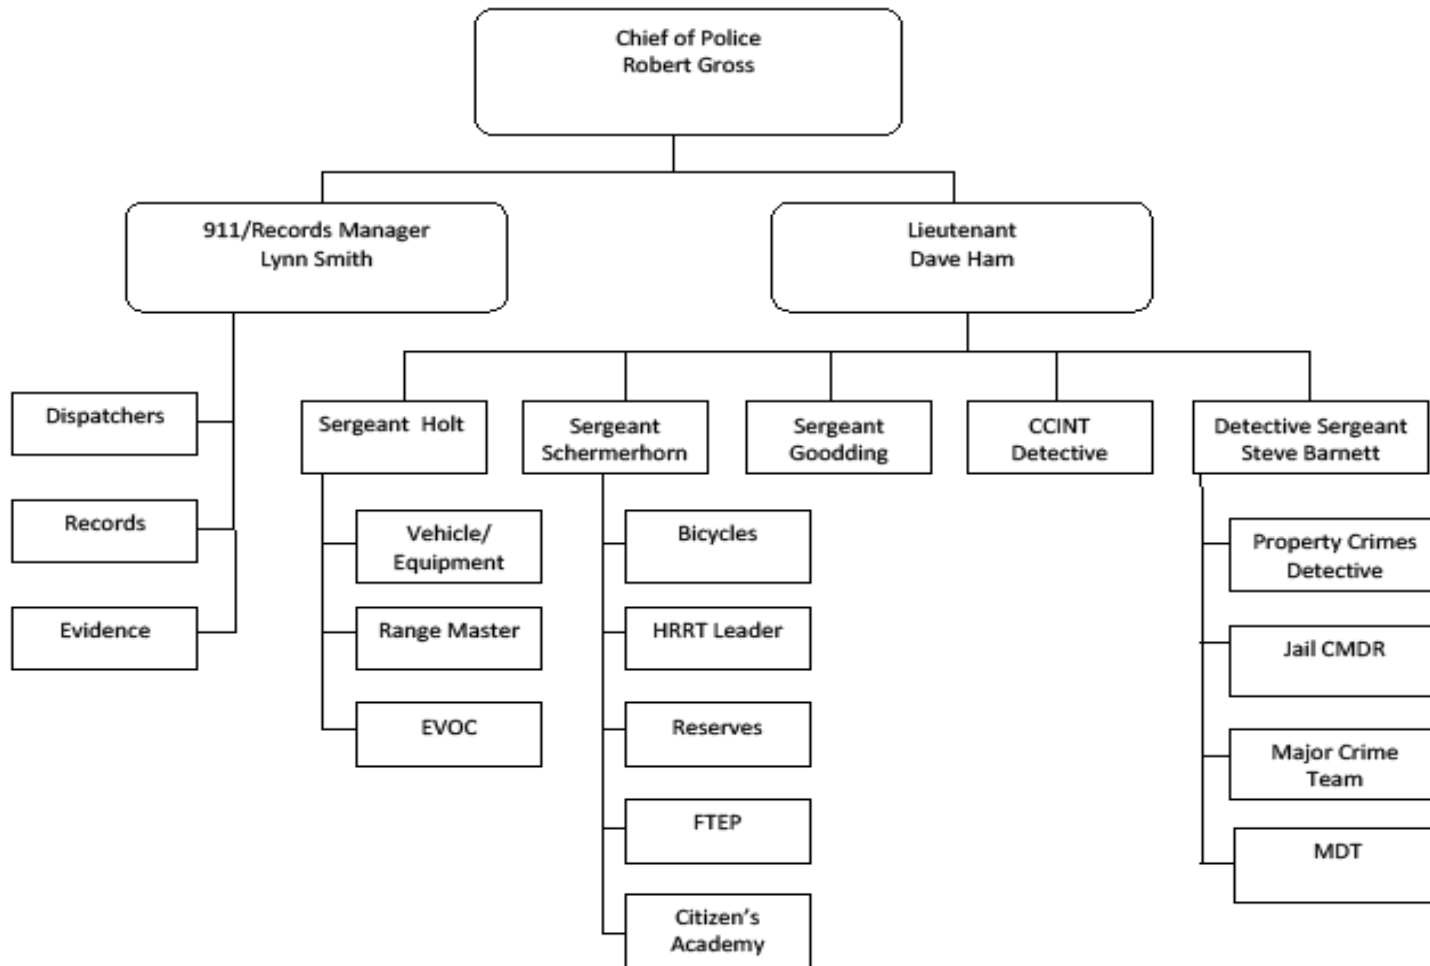 Chief of Police
Robert Gross
911/Records Manager
Lynn Smith
Lieutenant
Dave Ham
Dispatchers
Records
Evidence
Sergeant Holt
Vehicle/
Equipment
Range Master
EVOC
Sergeant
Schermerhorn
Bicycles
HRRT Leader
Reserves
FTEP
Citizen's
Academy
Sergeant
Goodding
CCINT
Detective
Detective Sergeant
Steve Barnett
Property Crimes
Detective
Jail CMDR
Major Crime
Team
MDT